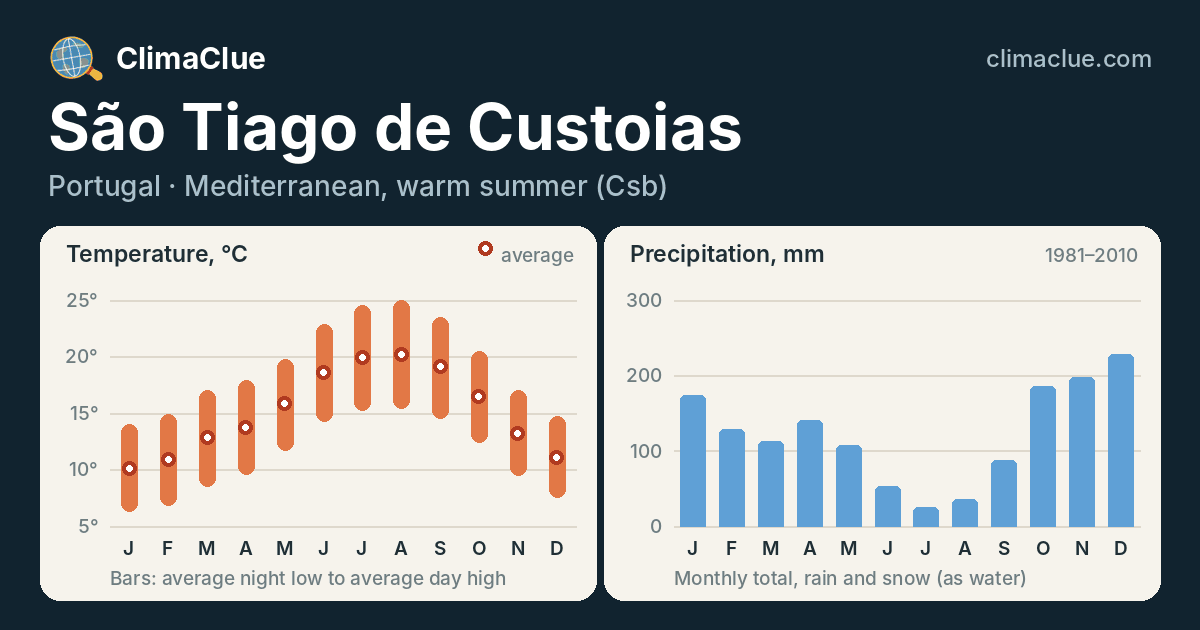 ClimaClue
climaclue.com
São Tiago de Custoias
Portugal · Mediterranean, warm summer (Csb)
Temperature, °C
average
25°
20°
15°
10°
5°
J F M A M J J A S O N D
Bars: average night low to average day high
Precipitation, mm
1981–2010
300
200
100
0
J F M A M J J A S O N D
Monthly total, rain and snow (as water)